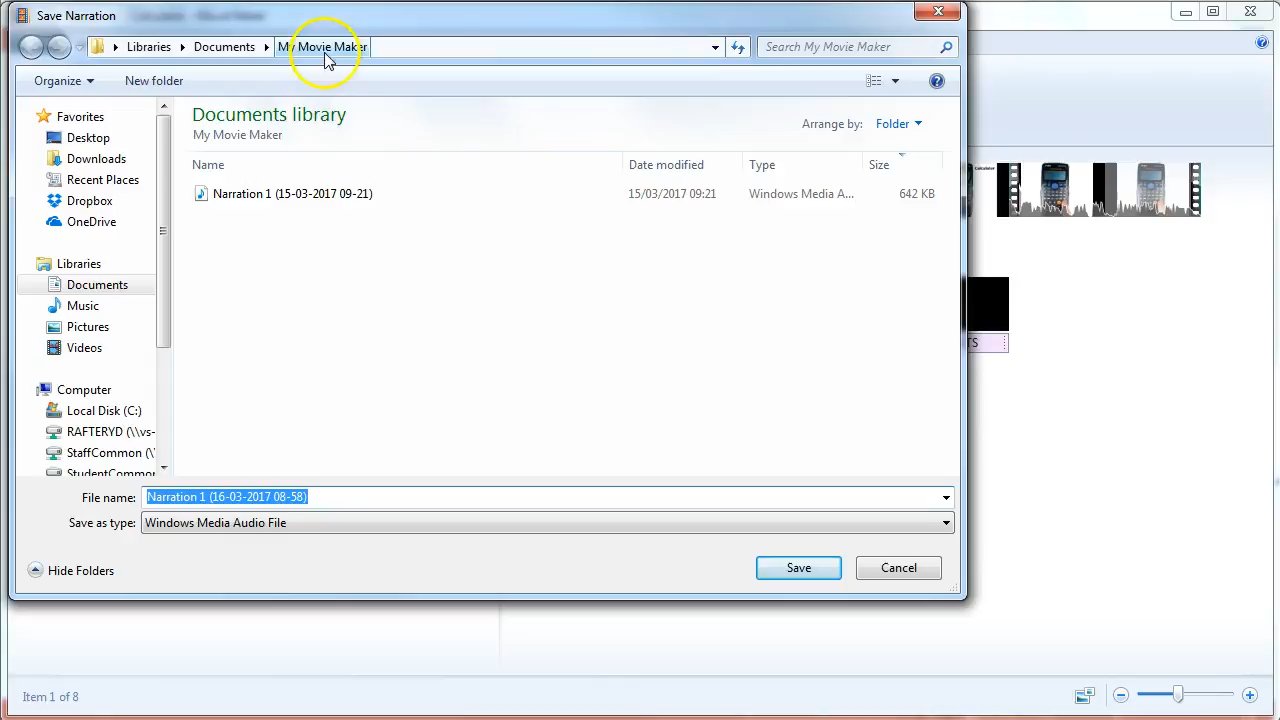 Save Narration
Libraries Documents My Movie Maker
Search My Movie Maker
Organize New folder
Favorites
Desktop
Downloads
Recent Places
Dropbox
OneDrive
Libraries
Documents
Music
Pictures
Videos
Computer
Local Disk (C:)
RAFTERYD (\\vs-
StaffCommon (\
StudentCommon
Documents library
My Movie Maker
Arrange by: Folder
Name Date modified Type Size
Narration 1 (15-03-2017 09-21) 15/03/2017 09:21 Windows Media A... 642 KB
File name: Narration 1 (16-03-2017 08-58)
Save as type: Windows Media Audio File
Hide Folders
Save Cancel
Calculator
TS
Item 1 of 8